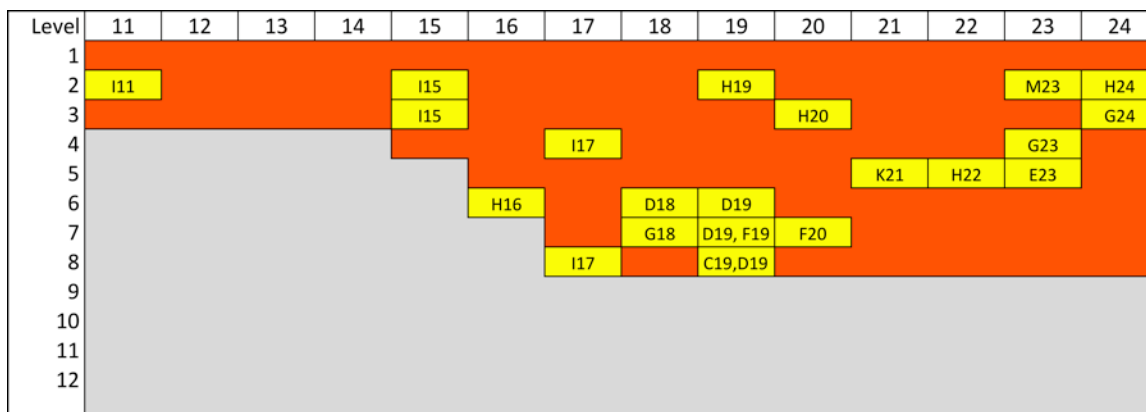 Level 11 12 13 14 15 16 17 18 19 20 21 22 23 24
1
2 I11 I15 H19 M23 H24
3 I15 H20 G24
4 I17 G23
5 K21 H22 E23
6 H16 D18 D19
7 G18 D19, F19 F20
8 I17 C19,D19
9
10
11
12